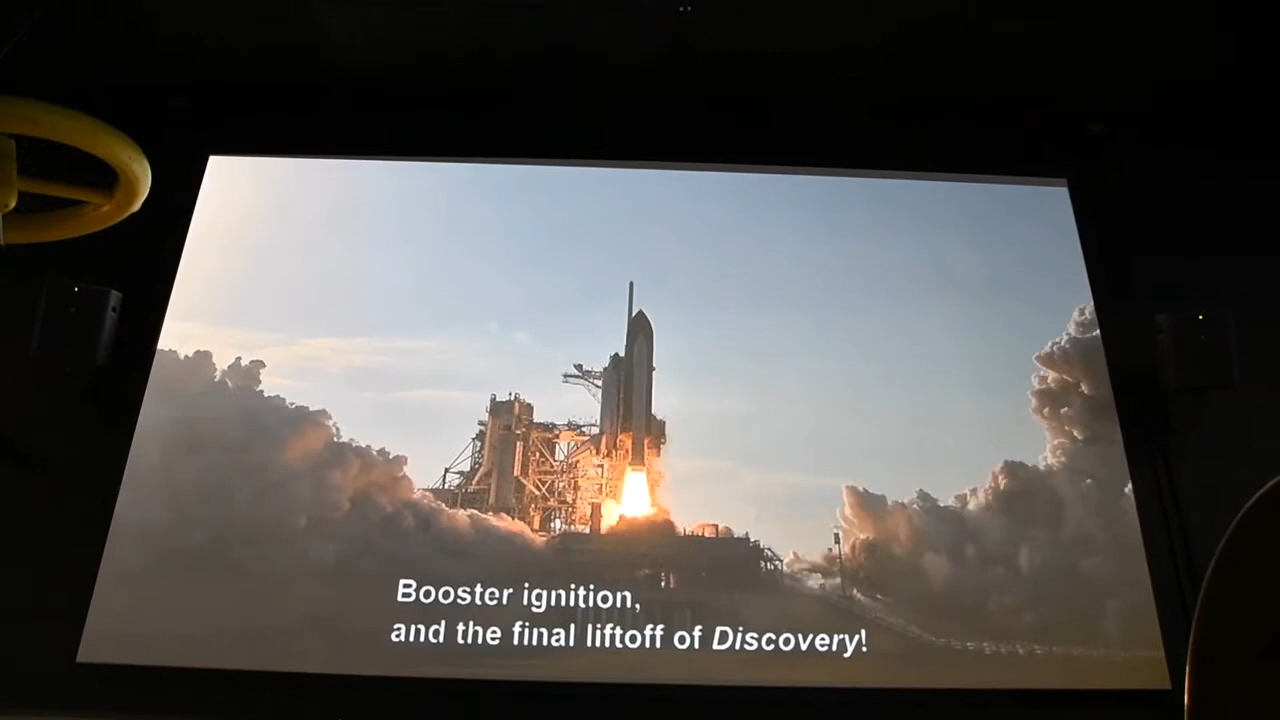 Booster ignition,
and the final liftoff of Discovery!